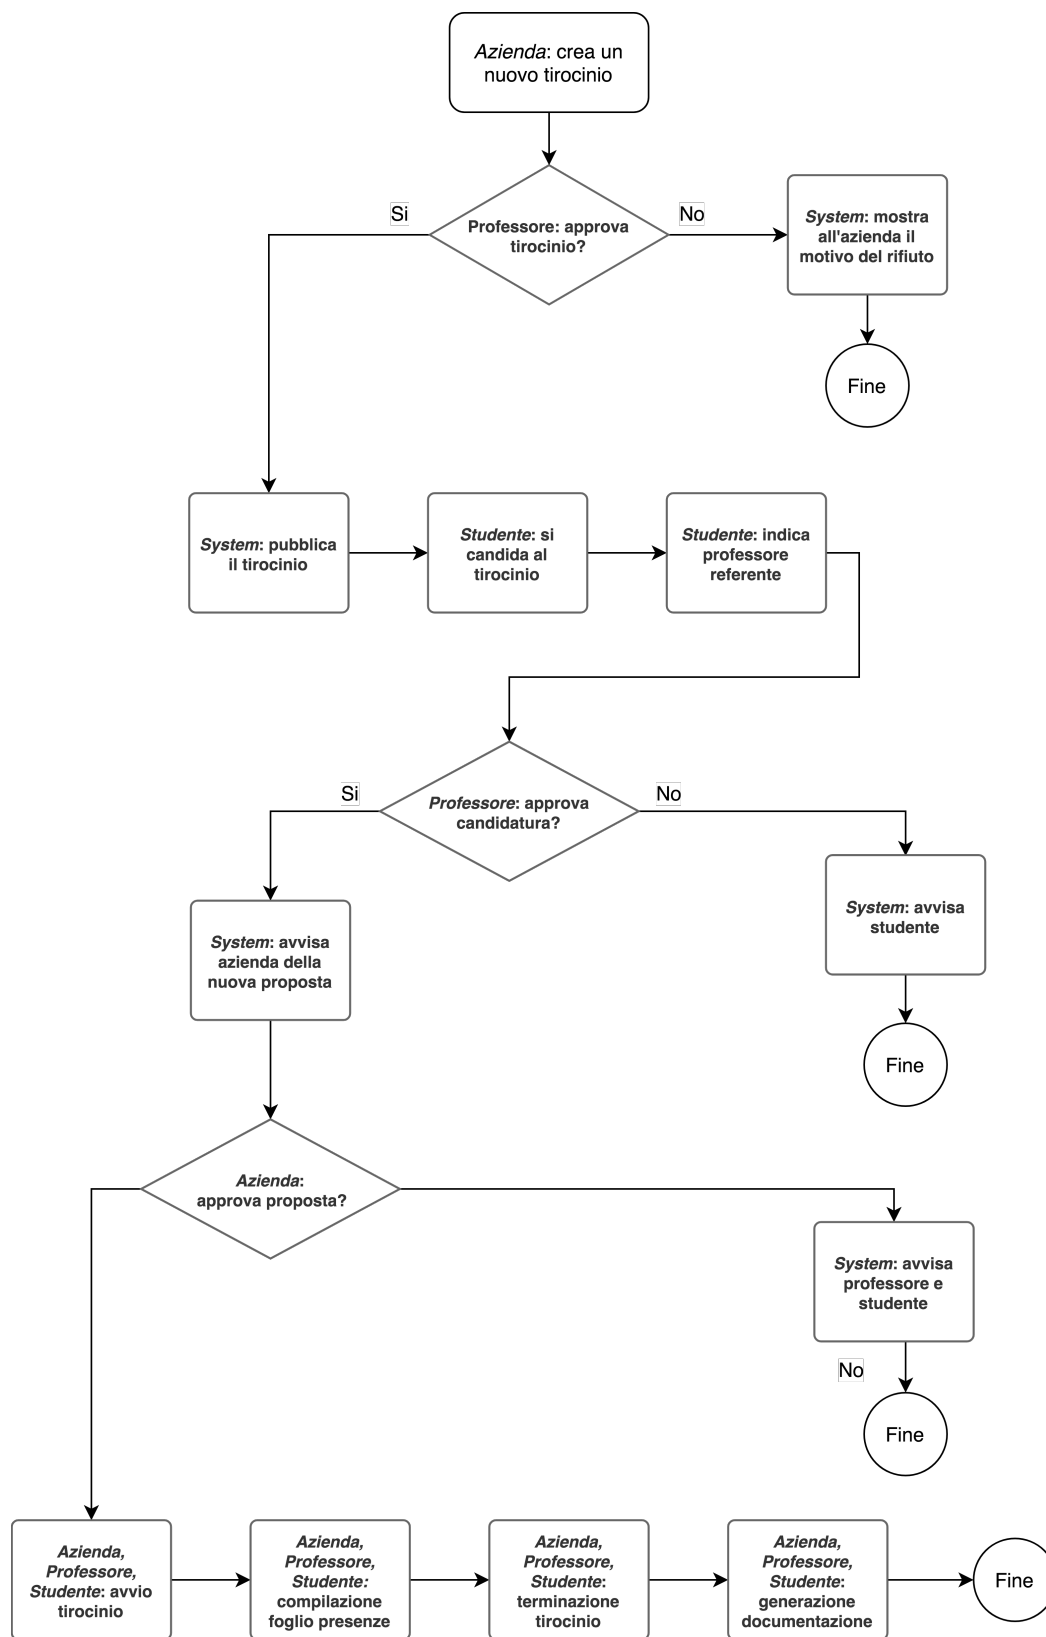 Azienda: crea un
nuovo tirocinio
Si
Professore: approva
tirocinio?
No
System: mostra
all'azienda il
motivo del rifiuto
Fine
System: pubblica
il tirocinio
Studente: si
candida al
tirocinio
Studente: indica
professore
referente
Si
Professore: approva
candidatura?
No
System: avvisa
azienda della
nuova proposta
System: avvisa
studente
Fine
Azienda:
approva proposta?
System: avvisa
professore e
studente
No
Fine
Azienda,
Professore,
Studente: avvio
tirocinio
Azienda,
Professore,
Studente:
compilazione
foglio presenze
Azienda,
Professore,
Studente:
terminazione
tirocinio
Azienda,
Professore,
Studente:
generazione
documentazione
Fine